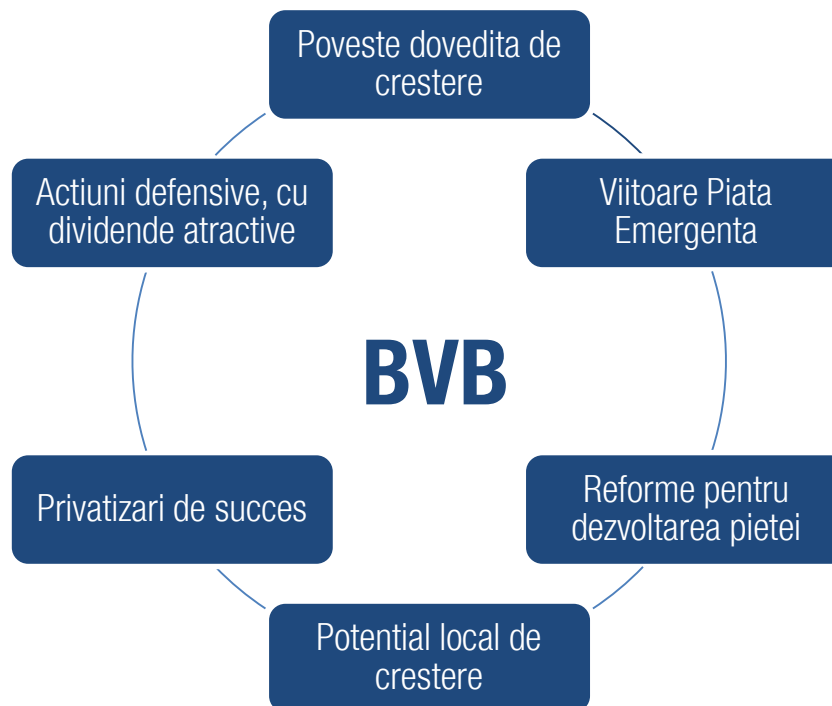 Poveste dovedita de
crestere
Actiuni defensive, cu
dividende atractive
Viitoare Piata
Emergenta
BVB
Privatizari de succes
Reforme pentru
dezvoltarea pietei
Potential local de
crestere